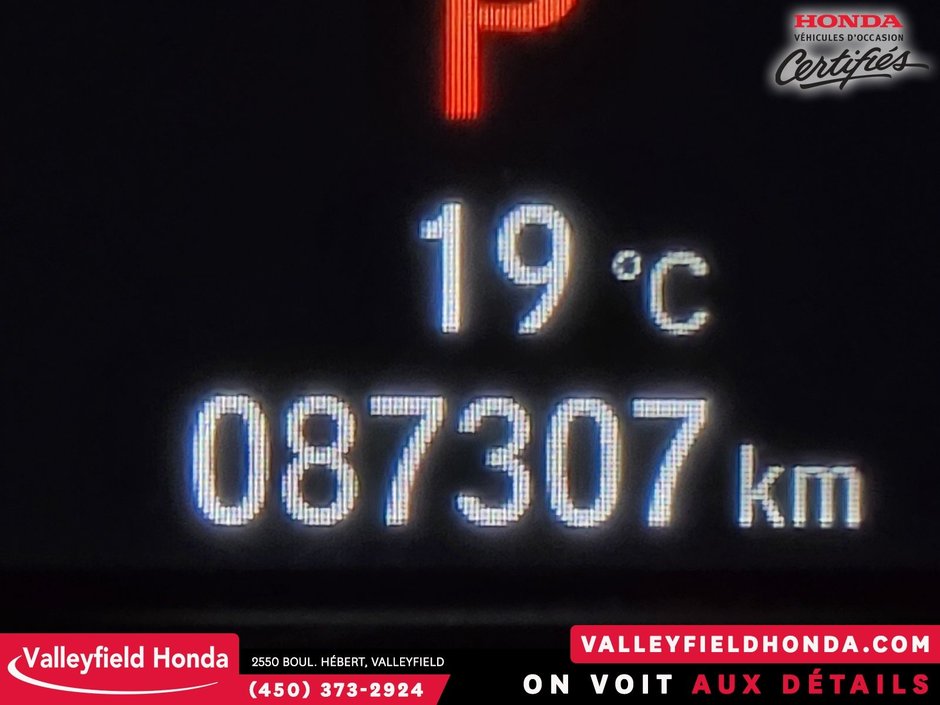 HONDA
VÉHICULES D'OCCASION
Certifiés
P
19 °C
087307 km
Valleyfield Honda
2550 BOUL. HÉBERT, VALLEYFIELD
(450) 373-2924
VALLEYFIELDHONDA.COM
ON VOIT AUX DÉTAILS